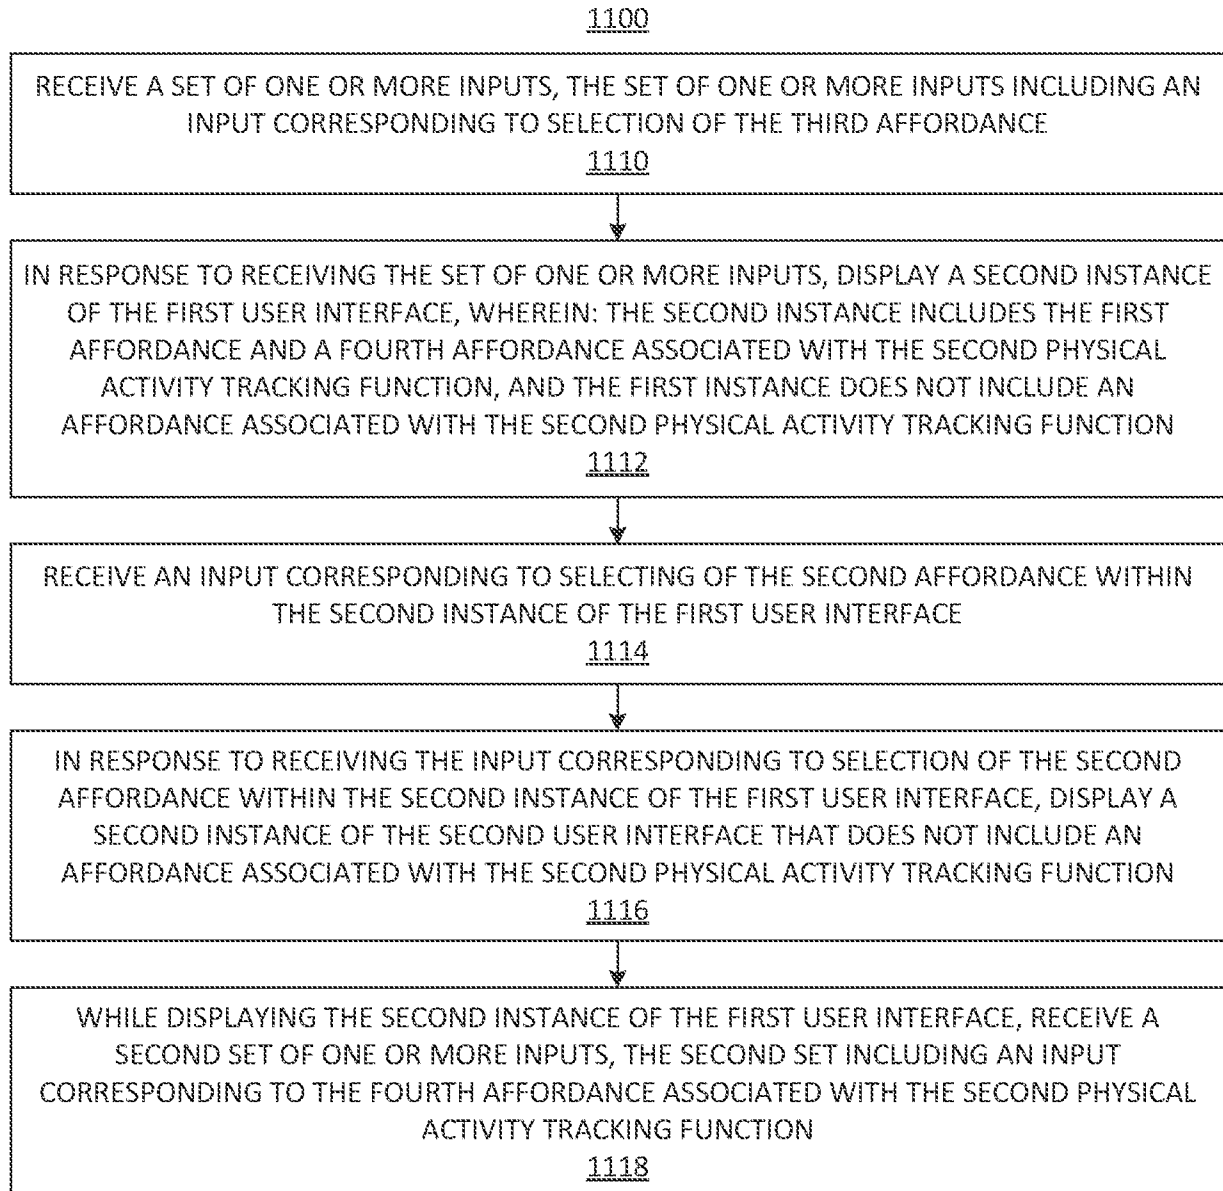 1100
RECEIVE A SET OF ONE OR MORE INPUTS, THE SET OF ONE OR MORE INPUTS INCLUDING AN
INPUT CORRESPONDING TO SELECTION OF THE THIRD AFFORDANCE
1110
IN RESPONSE TO RECEIVING THE SET OF ONE OR MORE INPUTS, DISPLAY A SECOND INSTANCE
OF THE FIRST USER INTERFACE, WHEREIN: THE SECOND INSTANCE INCLUDES THE FIRST
AFFORDANCE AND A FOURTH AFFORDANCE ASSOCIATED WITH THE SECOND PHYSICAL
ACTIVITY TRACKING FUNCTION, AND THE FIRST INSTANCE DOES NOT INCLUDE AN
AFFORDANCE ASSOCIATED WITH THE SECOND PHYSICAL ACTIVITY TRACKING FUNCTION
1112
RECEIVE AN INPUT CORRESPONDING TO SELECTING OF THE SECOND AFFORDANCE WITHIN
THE SECOND INSTANCE OF THE FIRST USER INTERFACE
1114
IN RESPONSE TO RECEIVING THE INPUT CORRESPONDING TO SELECTION OF THE SECOND
AFFORDANCE WITHIN THE SECOND INSTANCE OF THE FIRST USER INTERFACE, DISPLAY A
SECOND INSTANCE OF THE SECOND USER INTERFACE THAT DOES NOT INCLUDE AN
AFFORDANCE ASSOCIATED WITH THE SECOND PHYSICAL ACTIVITY TRACKING FUNCTION
1116
WHILE DISPLAYING THE SECOND INSTANCE OF THE FIRST USER INTERFACE, RECEIVE A
SECOND SET OF ONE OR MORE INPUTS, THE SECOND SET INCLUDING AN INPUT
CORRESPONDING TO THE FOURTH AFFORDANCE ASSOCIATED WITH THE SECOND PHYSICAL
ACTIVITY TRACKING FUNCTION
1118